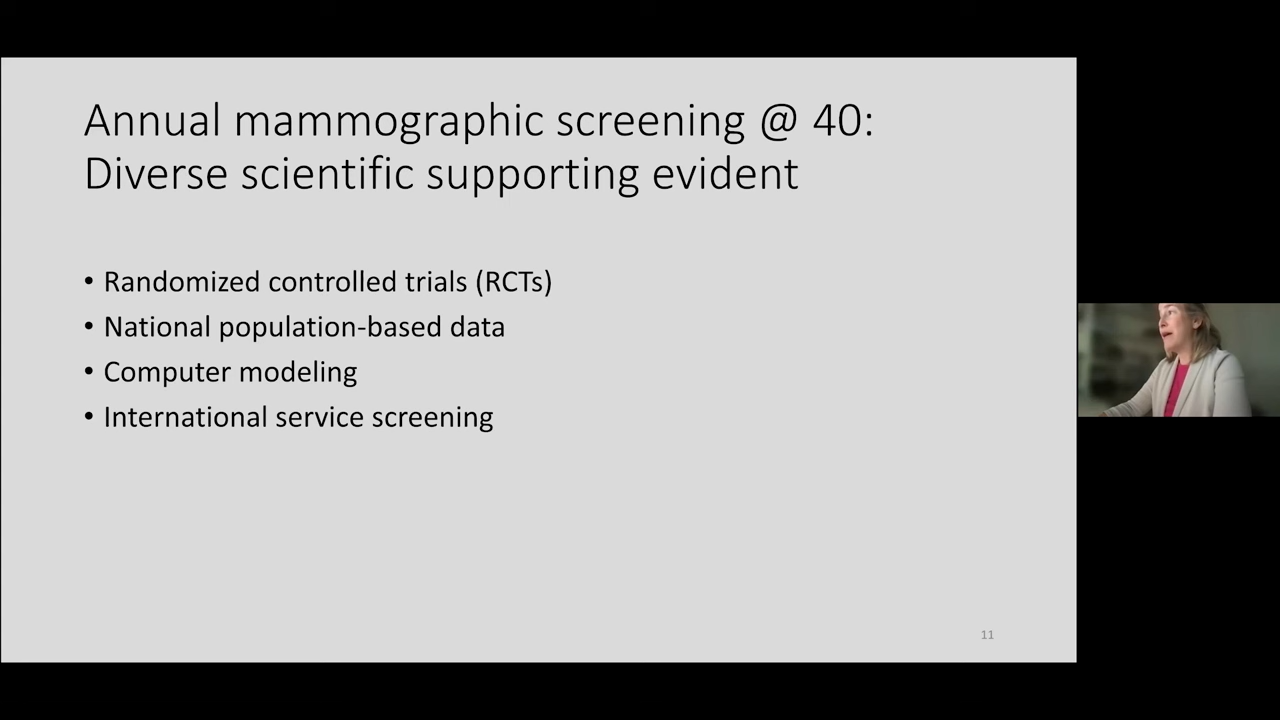 Annual mammographic screening @ 40:
Diverse scientific supporting evident
• Randomized controlled trials (RCTs)
• National population-based data
• Computer modeling
• International service screening
11